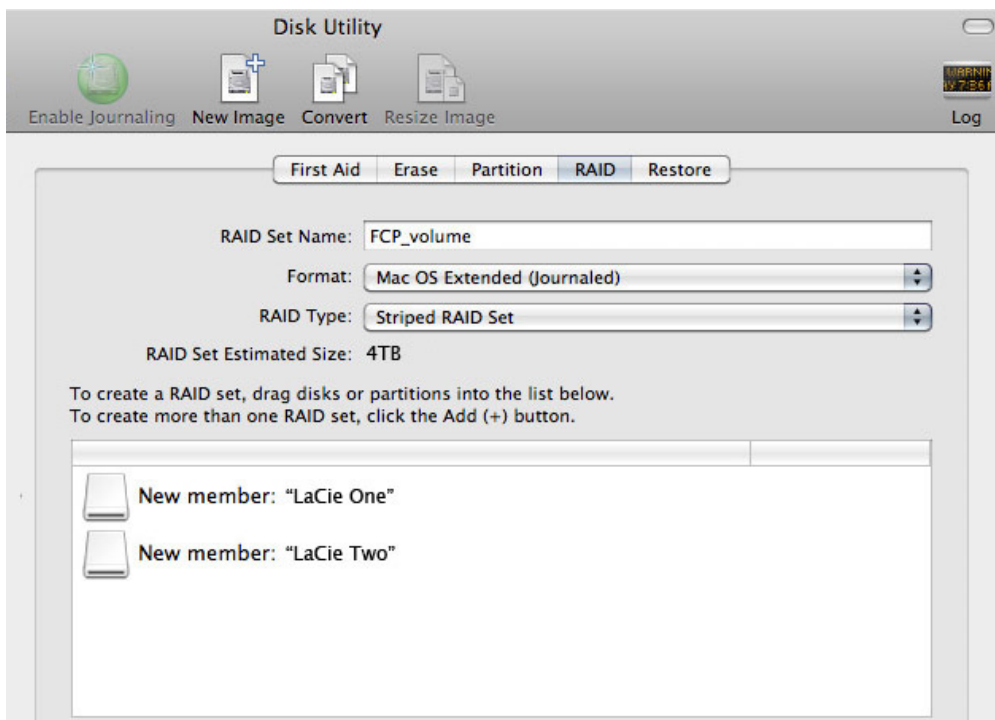 Disk Utility
Enable Journaling New Image Convert Resize Image Log
First Aid Erase Partition RAID Restore
RAID Set Name: FCP_volume
Format: Mac OS Extended (Journaled)
RAID Type: Striped RAID Set
RAID Set Estimated Size: 4TB
To create a RAID set, drag disks or partitions into the list below.
To create more than one RAID set, click the Add (+) button.
New member: “LaCie One”
New member: “LaCie Two”